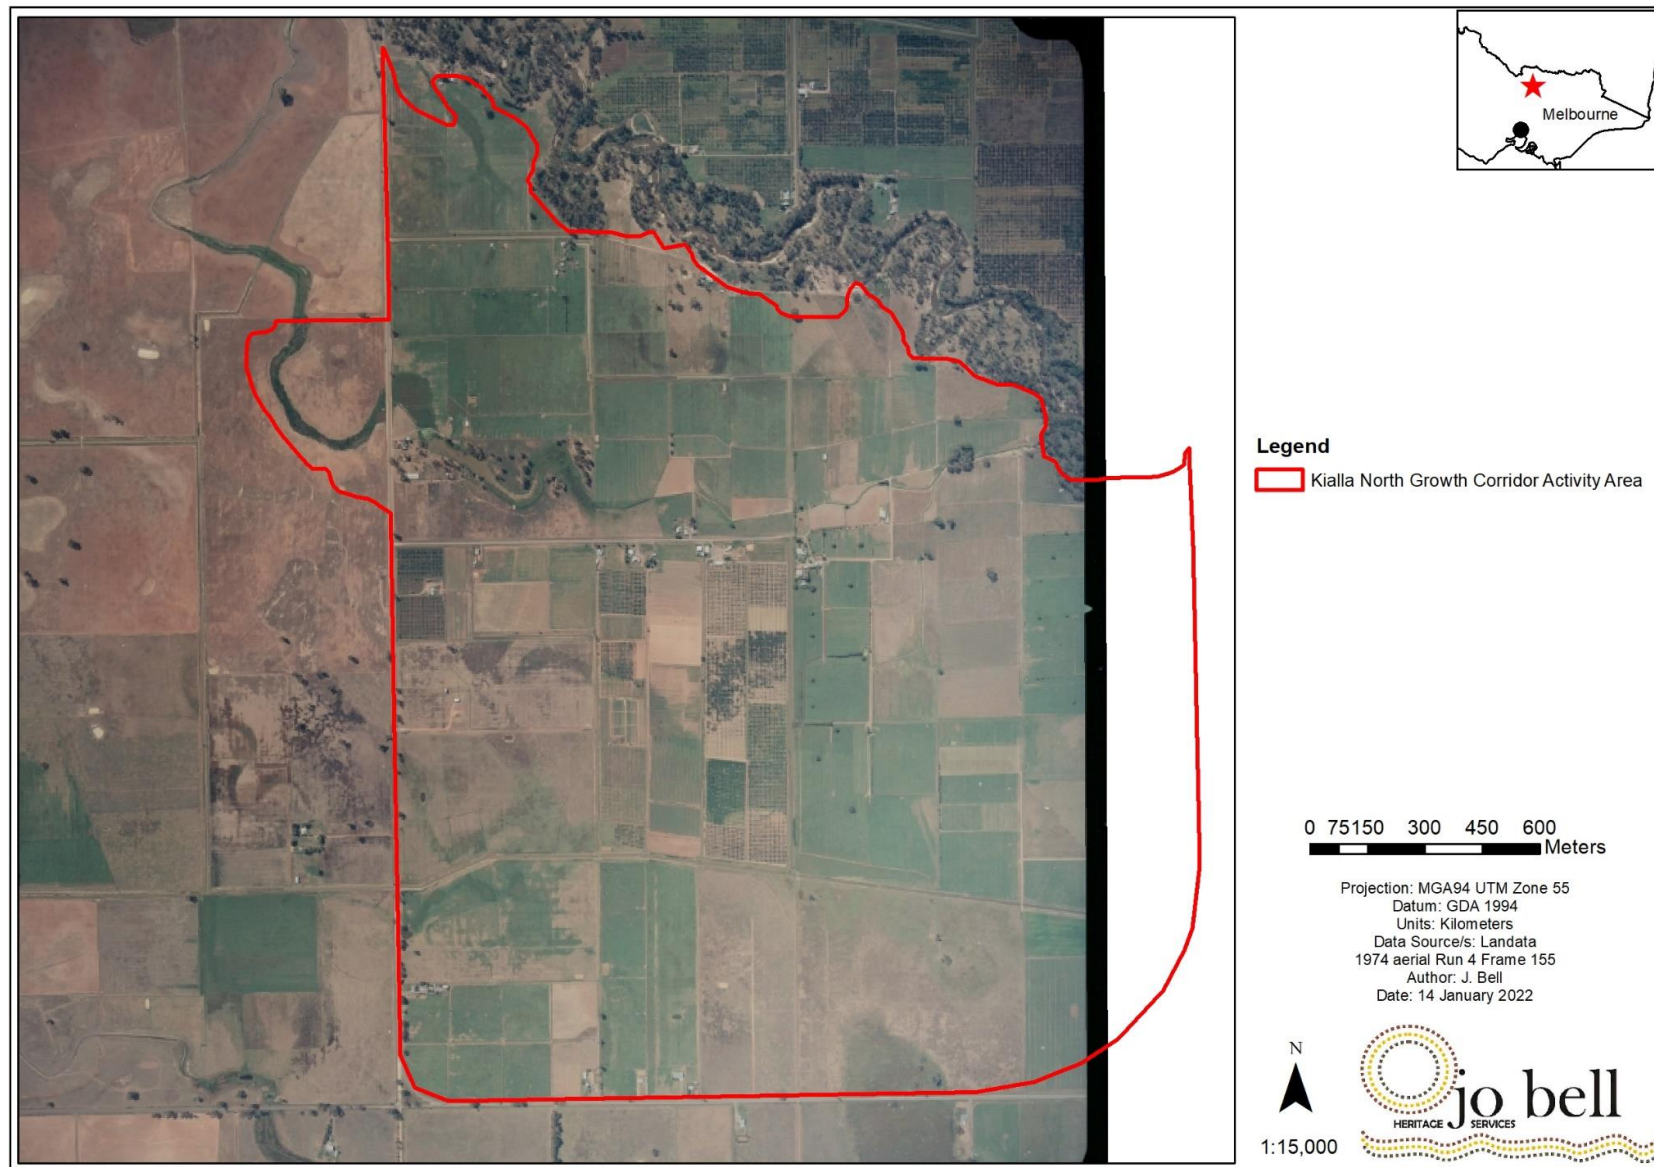 Melbourne
Legend
Kialla North Growth Corridor Activity Area
0 75 150 300 450 600
Meters
Projection: MGA94 UTM Zone 55
Datum: GDA 1994
Units: Kilometers
Data Source/s: Landata
1974 aerial Run 4 Frame 155
Author: J. Bell
Date: 14 January 2022
N
1:15,000
jo bell
HERITAGE SERVICES